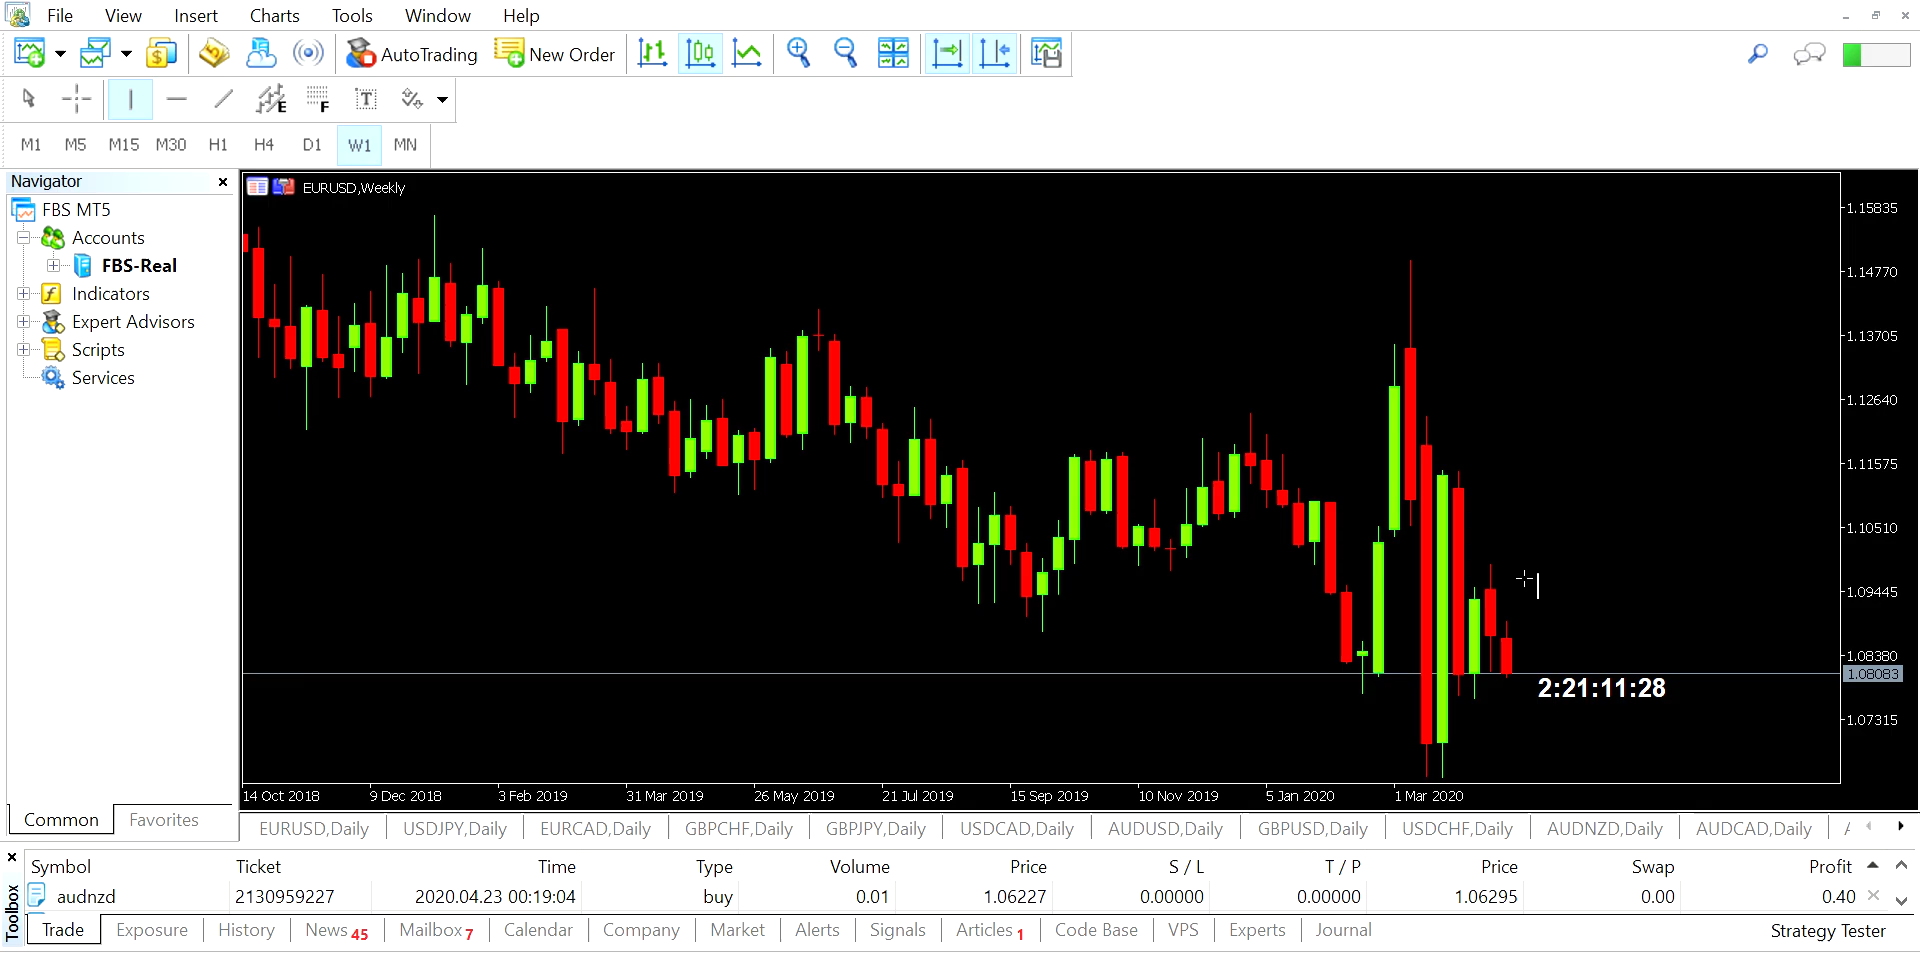 File View Insert Charts Tools Window Help
AutoTrading New Order
E F T
M1 M5 M15 M30 H1 H4 D1 W1 MN
Navigator
FBS MT5
Accounts
FBS-Real
Indicators
Expert Advisors
Scripts
Services
Common Favorites
EURUSD,Weekly
1.15835
1.14770
1.13705
1.12640
1.11575
1.10510
1.09445
1.08380
1.08083
2:21:11:28
1.07315
14 Oct 2018 9 Dec 2018 3 Feb 2019 31 Mar 2019 26 May 2019 21 Jul 2019 15 Sep 2019 10 Nov 2019 5 Jan 2020 1 Mar 2020
EURUSD,Daily USDJPY,Daily EURCAD,Daily GBPCHF,Daily GBPJPY,Daily USDCAD,Daily AUDUSD,Daily GBPUSD,Daily USDCHF,Daily AUDNZD,Daily AUDCAD,Daily
Toolbox
Symbol Ticket Time Type Volume Price S / L T / P Price Swap Profit
audnzd 2130959227 2020.04.23 00:19:04 buy 0.01 1.06227 0.00000 0.00000 1.06295 0.00 0.40
Trade Exposure History News 45 Mailbox 7 Calendar Company Market Alerts Signals Articles 1 Code Base VPS Experts Journal Strategy Tester